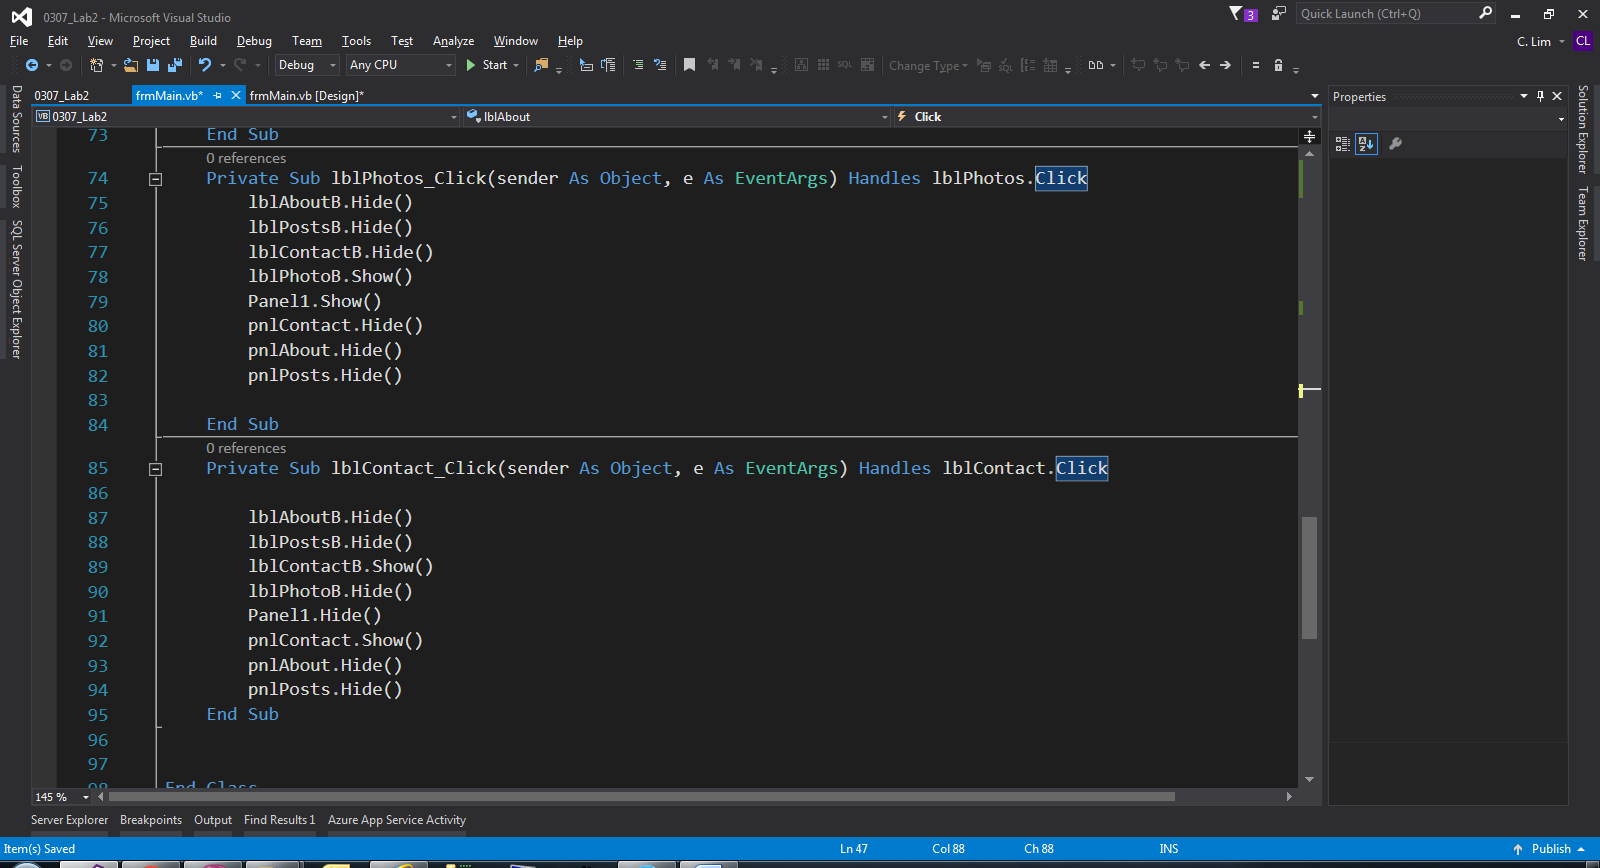 0307_Lab2 - Microsoft Visual Studio
3
Quick Launch (Ctrl+Q)
File Edit View Project Build Debug Team Tools Test Analyze Window Help
C. Lim CL
Debug Any CPU Start SQL Change Type
0307_Lab2 frmMain.vb* frmMain.vb [Design]*
Properties
VB 0307_Lab2 lblAbout Click
Data Sources
Toolbox
SQL Server Object Explorer
73 End Sub
0 references
74 Private Sub lblPhotos_Click(sender As Object, e As EventArgs) Handles lblPhotos.Click
75 lblAboutB.Hide()
76 lblPostsB.Hide()
77 lblContactB.Hide()
78 lblPhotoB.Show()
79 Panel1.Show()
80 pnlContact.Hide()
81 pnlAbout.Hide()
82 pnlPosts.Hide()
83
84 End Sub
0 references
85 Private Sub lblContact_Click(sender As Object, e As EventArgs) Handles lblContact.Click
86
87 lblAboutB.Hide()
88 lblPostsB.Hide()
89 lblContactB.Show()
90 lblPhotoB.Hide()
91 Panel1.Hide()
92 pnlContact.Show()
93 pnlAbout.Hide()
94 pnlPosts.Hide()
95 End Sub
96
97
98 End Class
Solution Explorer
Team Explorer
145 %
Server Explorer Breakpoints Output Find Results 1 Azure App Service Activity
Item(s) Saved Ln 47 Col 88 Ch 88 INS Publish